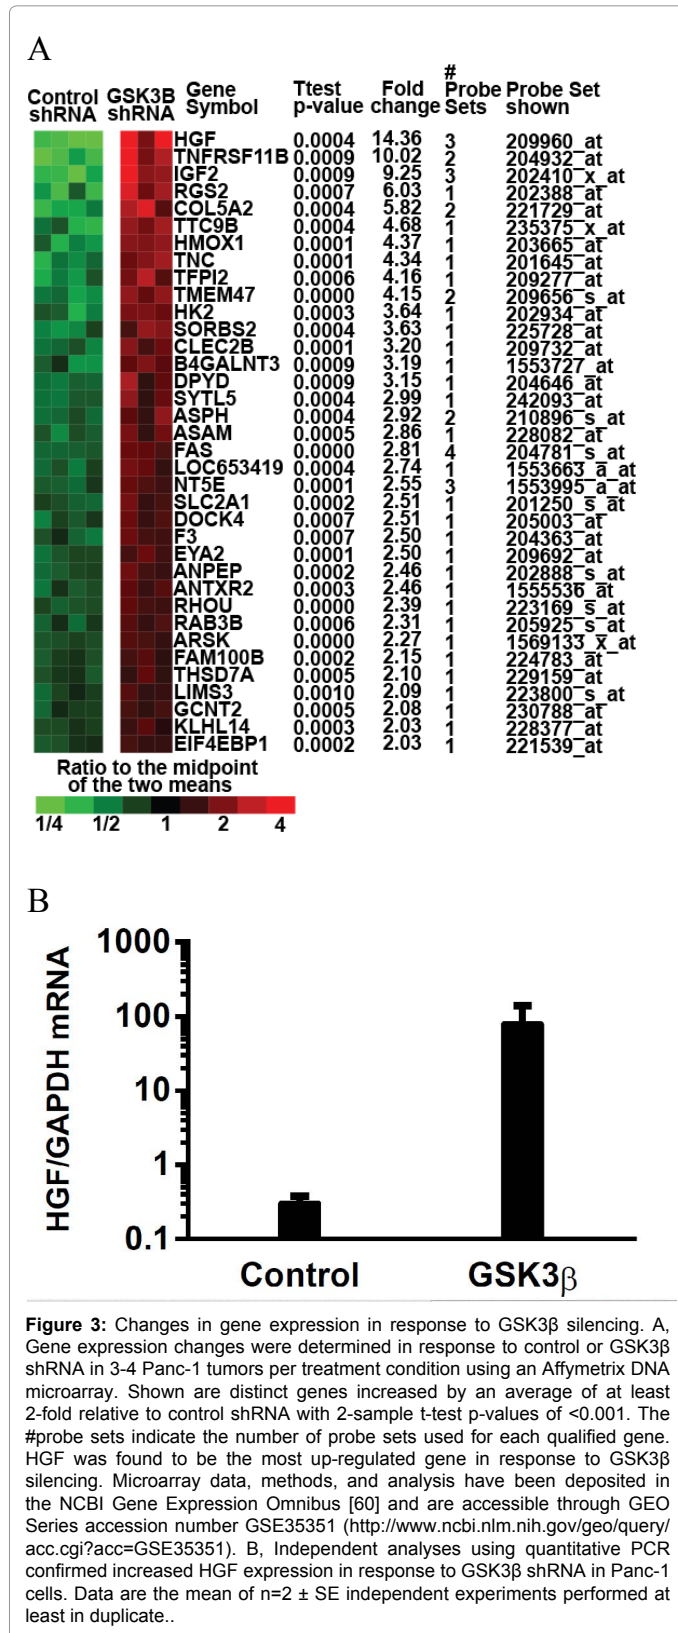 A
Control shRNA GSK3B shRNA Gene Symbol Ttest p-value Fold change # Probe Sets Probe Set shown
HGF 0.0004 14.36 3 209960_at
TNFRSF11B 0.0009 10.02 2 204932_at
IGF2 0.0009 9.25 3 202410_x_at
RGS2 0.0007 6.03 1 202388_at
COL5A2 0.0004 5.82 2 221729_at
TTC9B 0.0004 4.68 1 235375_x_at
HMOX1 0.0001 4.37 1 203665_at
TNC 0.0001 4.34 1 201645_at
TFPI2 0.0006 4.16 1 209277_at
TMEM47 0.0000 4.15 2 209656_s_at
HK2 0.0003 3.64 1 202934_at
SORBS2 0.0004 3.63 1 225728_at
CLEC2B 0.0001 3.20 1 209732_at
B4GALNT3 0.0009 3.19 1 1553727_at
DPYD 0.0009 3.15 1 204646_at
SYTL5 0.0004 2.99 1 242093_at
ASPH 0.0004 2.92 2 210896_s_at
ASAM 0.0005 2.86 1 228082_at
FAS 0.0000 2.81 4 204781_s_at
LOC653419 0.0004 2.74 1 1553663_a_at
NT5E 0.0001 2.55 3 1553995_a_at
SLC2A1 0.0002 2.51 1 201250_s_at
DOCK4 0.0007 2.51 1 205003_at
F3 0.0007 2.50 1 204363_at
EYA2 0.0001 2.50 1 209692_at
ANPEP 0.0002 2.46 1 202888_s_at
ANTXR2 0.0003 2.46 1 1555536_at
RHOU 0.0000 2.39 1 223169_s_at
RAB3B 0.0006 2.31 1 205925_s_at
ARSK 0.0000 2.27 1 1569133_x_at
FAM100B 0.0002 2.15 1 224783_at
THSD7A 0.0005 2.10 1 229159_at
LIMS3 0.0010 2.09 1 223800_s_at
GCNT2 0.0005 2.08 1 230788_at
KLHL14 0.0003 2.03 1 228377_at
EIF4EBP1 0.0002 2.03 1 221539_at
Ratio to the midpoint
of the two means
1/4 1/2 1 2 4
B
HGF/GAPDH mRNA
1000
100
10
1
0.1
Control GSK3β
Figure 3: Changes in gene expression in response to GSK3β silencing. A,
Gene expression changes were determined in response to control or GSK3β
shRNA in 3-4 Panc-1 tumors per treatment condition using an Affymetrix DNA
microarray. Shown are distinct genes increased by an average of at least
2-fold relative to control shRNA with 2-sample t-test p-values of <0.001. The
#probe sets indicate the number of probe sets used for each qualified gene.
HGF was found to be the most up-regulated gene in response to GSK3β
silencing. Microarray data, methods, and analysis have been deposited in
the NCBI Gene Expression Omnibus [60] and are accessible through GEO
Series accession number GSE35351 (http://www.ncbi.nlm.nih.gov/geo/query/
acc.cgi?acc=GSE35351). B, Independent analyses using quantitative PCR
confirmed increased HGF expression in response to GSK3β shRNA in Panc-1
cells. Data are the mean of n=2 ± SE independent experiments performed at
least in duplicate..